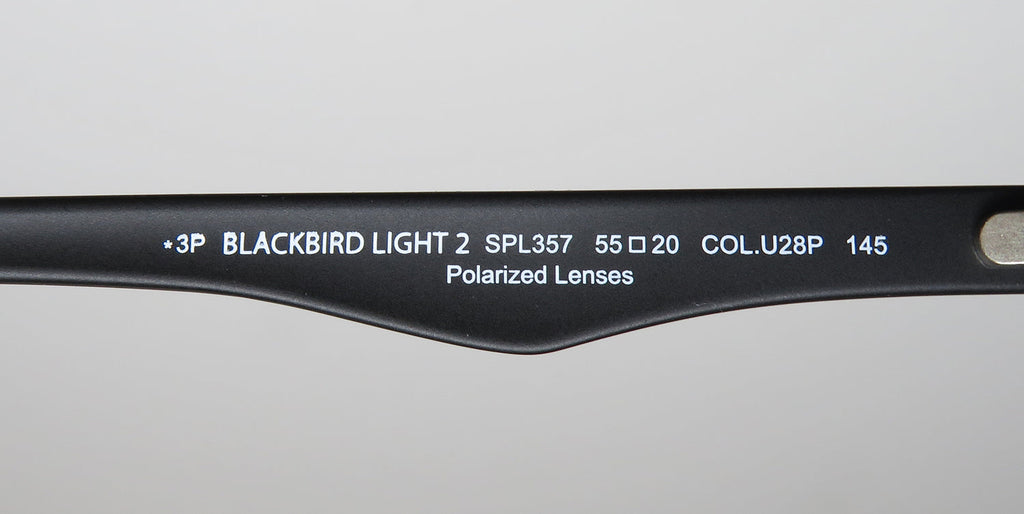 *3P BLACKBIRD LIGHT 2 SPL357 55□20 COL.U28P 145
Polarized Lenses